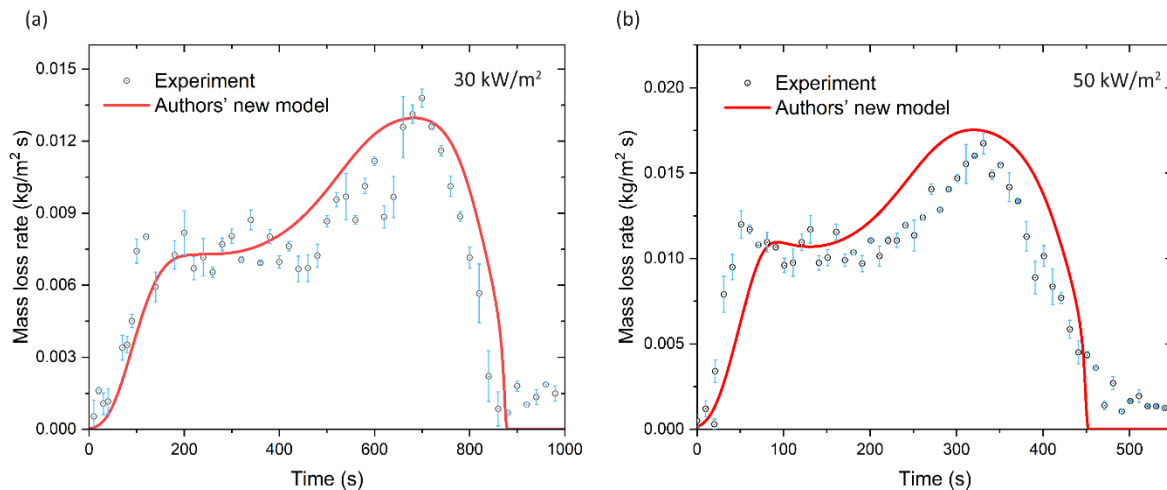 (a)
Experiment
Authors' new model
30 kW/m²
0.015
0.012
0.009
0.006
0.003
0.000
Mass loss rate (kg/m² s)
0 200 400 600 800 1000
Time (s)
(b)
Experiment
Authors' new model
50 kW/m²
0.020
0.015
0.010
0.005
0.000
Mass loss rate (kg/m² s)
0 100 200 300 400 500
Time (s)